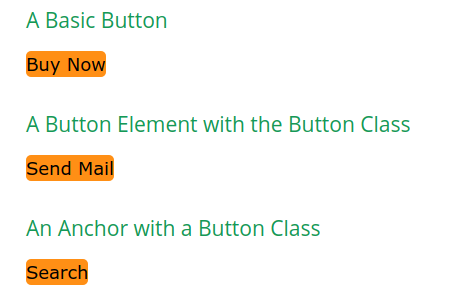 A Basic Button
Buy Now
A Button Element with the Button Class
Send Mail
An Anchor with a Button Class
Search